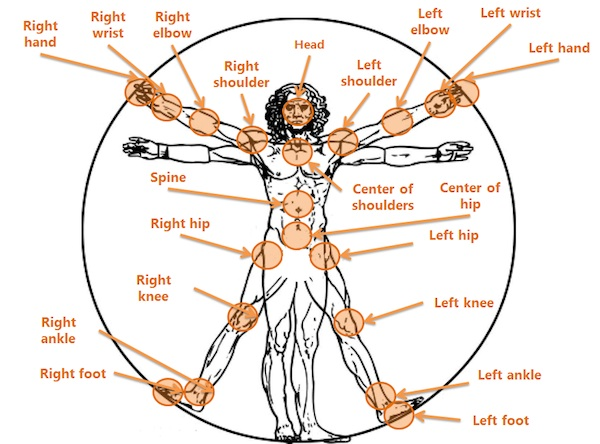 Right
hand
Right
wrist
Right
elbow
Right
shoulder
Head
Left
shoulder
Left
elbow
Left wrist
Left hand
Spine
Center of
shoulders
Center of
hip
Right hip
Left hip
Right
knee
Left knee
Right
ankle
Right foot
Left ankle
Left foot